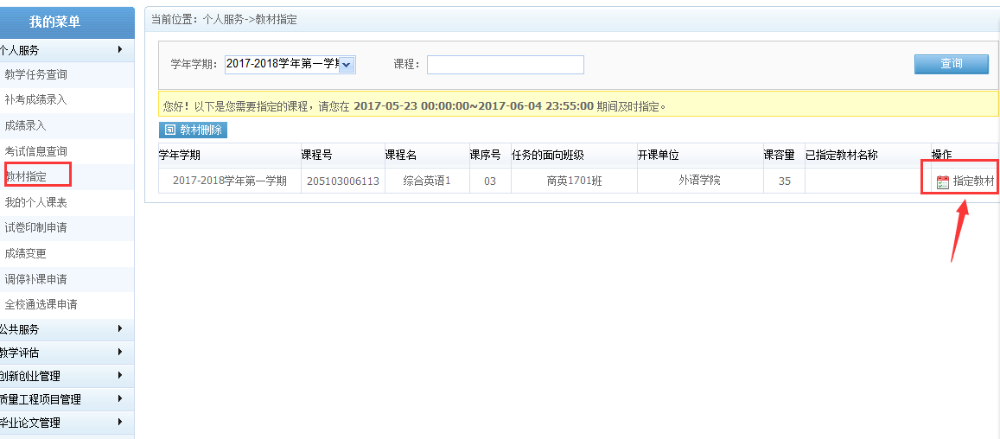 我的菜单
个人服务
教学任务查询
补考成绩录入
成绩录入
考试信息查询
教材指定
我的个人课表
试卷印制申请
成绩变更
调停补课申请
全校通选课申请
公共服务
教学评估
创新创业管理
质量工程项目管理
毕业论文管理
当前位置：个人服务->教材指定
学年学期： 2017-2018学年第一学期 课程： 查询
您好！以下是您需要指定的课程，请您在 2017-05-23 00:00:00~2017-06-04 23:55:00 期间及时指定。
教材删除
学年学期 课程号 课程名 课序号 任务的面向班级 开课单位 课容量 已指定教材名称 操作
2017-2018学年第一学期 205103006113 综合英语1 03 商英1701班 外语学院 35 指定教材